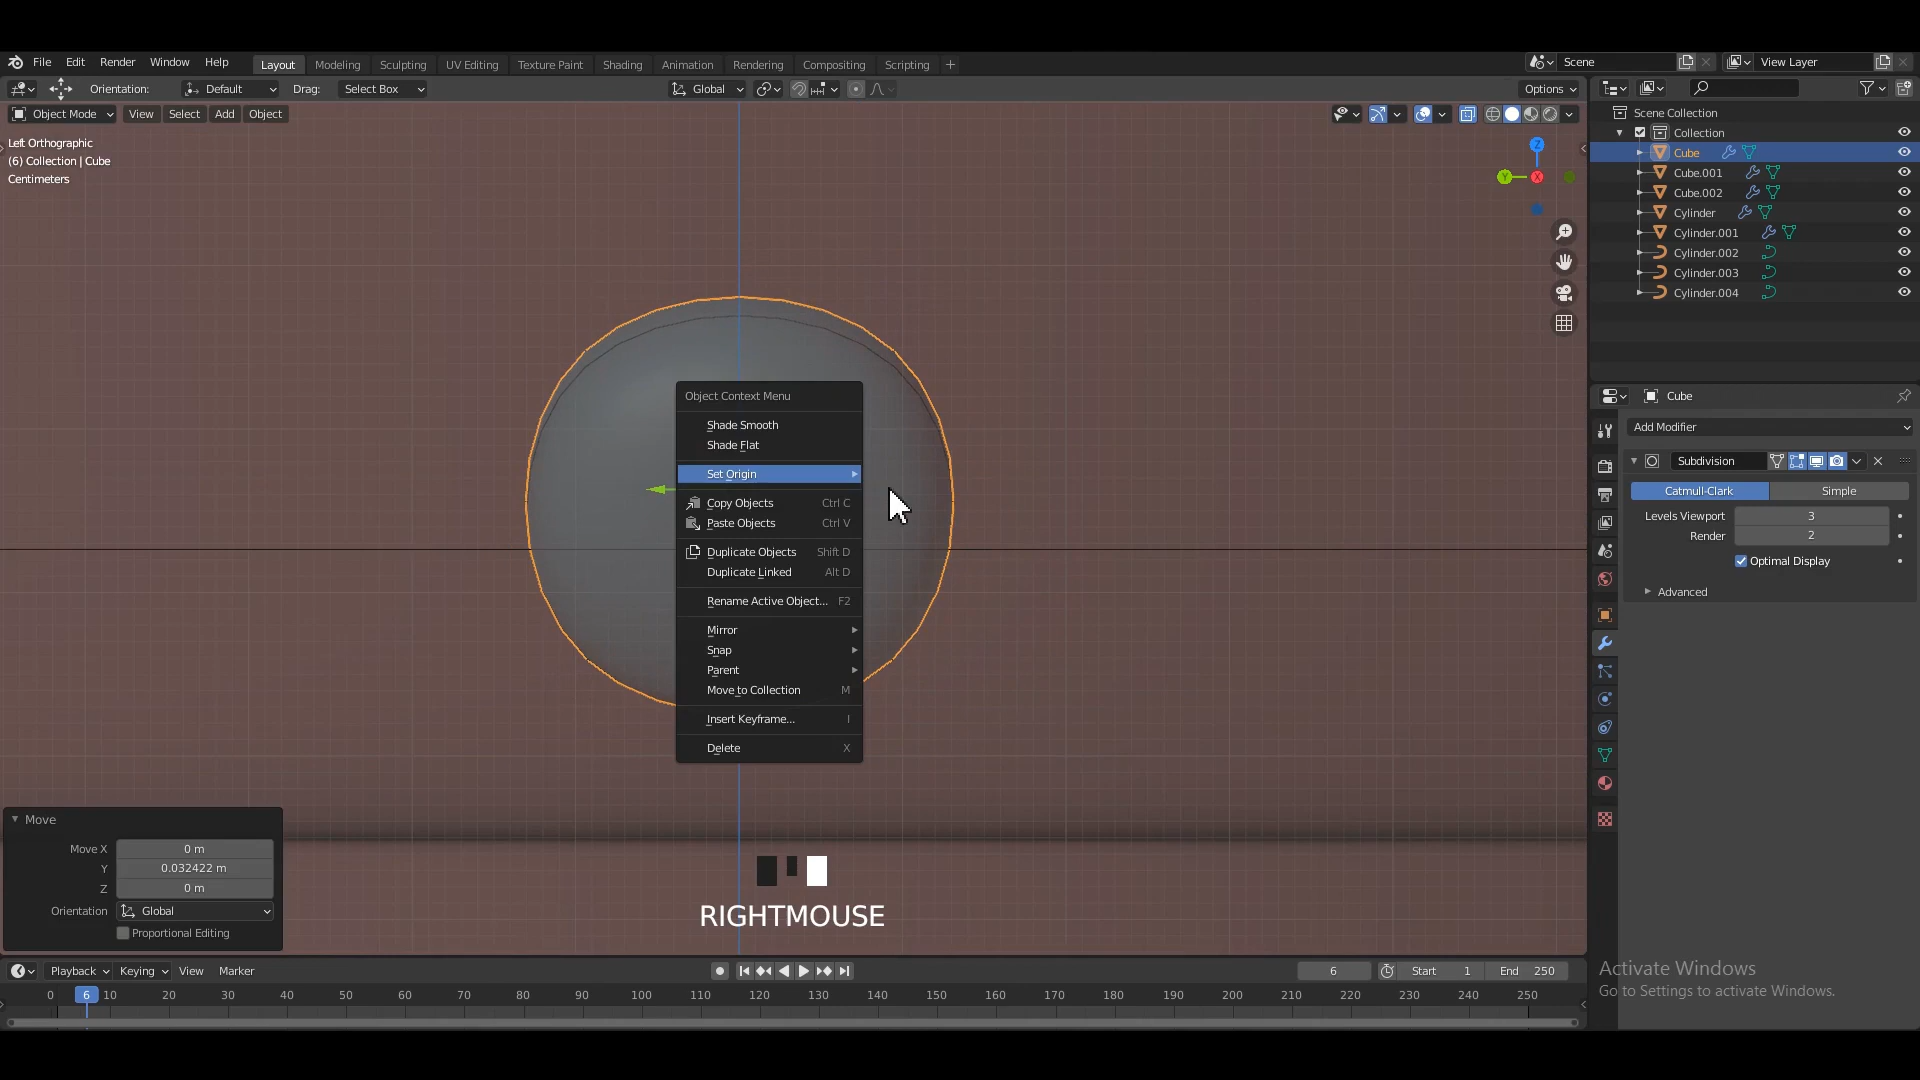 File Edit Render Window Help Layout Modeling Sculpting UV Editing Texture Paint Shading Animation Rendering Compositing Scripting + Scene View Layer
Orientation: Default Drag: Select Box Global Options
Object Mode View Select Add Object
Left Orthographic
(6) Collection | Cube
Centimeters
Z
Y
X
Scene Collection
Collection
Cube
Cube.001
Cube.002
Cylinder
Cylinder.001
Cylinder.002
Cylinder.003
Cylinder.004
Cube
Add Modifier
Subdivision
Catmull-Clark Simple
Levels Viewport 3
Render 2
Optimal Display
Advanced
Object Context Menu
Shade Smooth
Shade Flat
Set Origin
Copy Objects Ctrl C
Paste Objects Ctrl V
Duplicate Objects Shift D
Duplicate Linked Alt D
Rename Active Object... F2
Mirror
Snap
Parent
Move to Collection M
Insert Keyframe... I
Delete X
Move
Move X 0 m
Y 0.032422 m
Z 0 m
Orientation Global
Proportional Editing
RIGHTMOUSE
Activate Windows
Go to Settings to activate Windows.
Playback Keying View Marker 6 Start 1 End 250
0 6 10 20 30 40 50 60 70 80 90 100 110 120 130 140 150 160 170 180 190 200 210 220 230 240 250